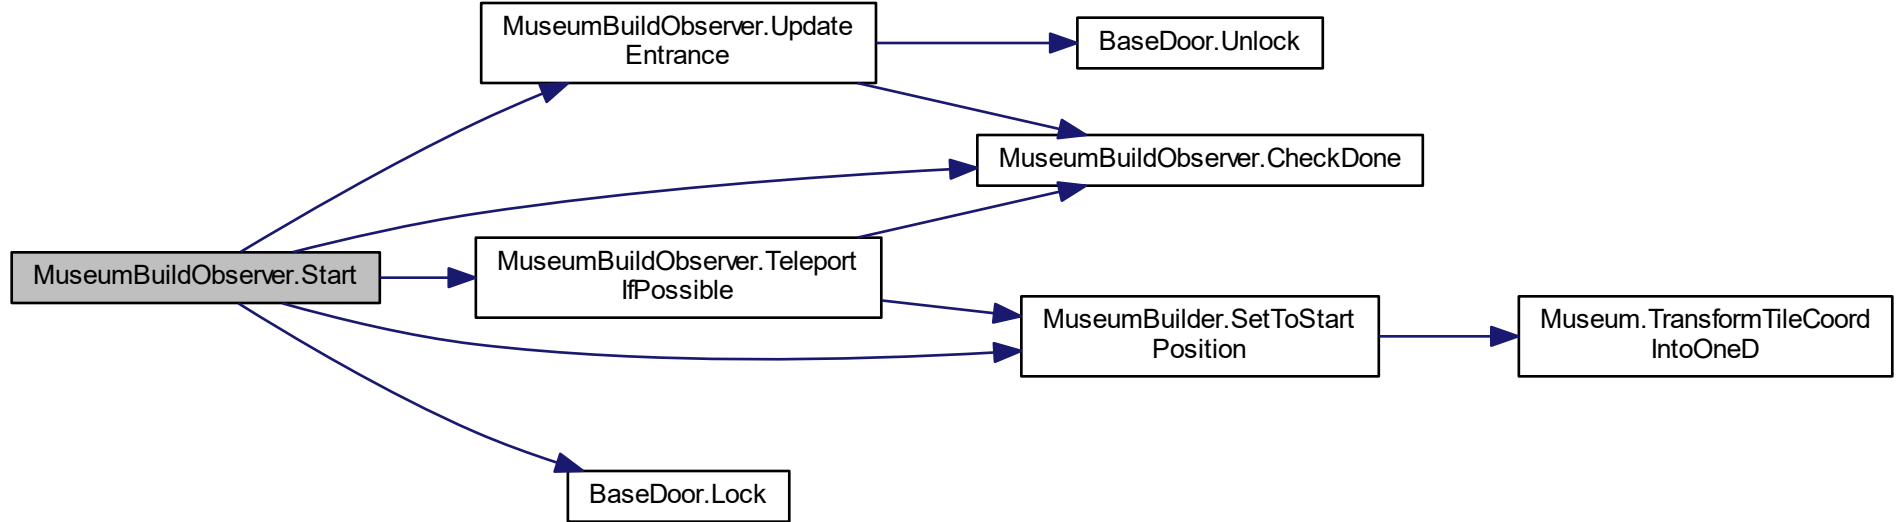 MuseumBuildObserver.Update
Entrance
BaseDoor.Unlock
MuseumBuildObserver.CheckDone
MuseumBuildObserver.Start
MuseumBuildObserver.Teleport
IfPossible
MuseumBuilder.SetToStart
Position
Museum.TransformTileCoord
IntoOneD
BaseDoor.Lock